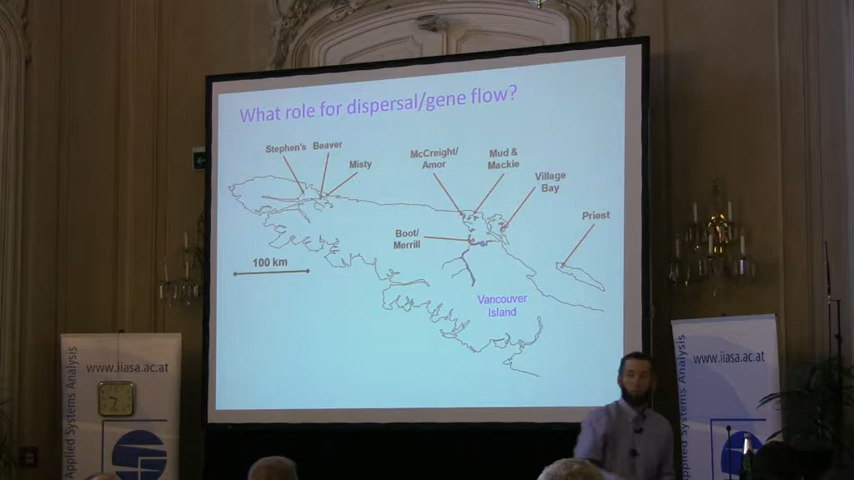 What role for dispersal/gene flow?
Stephen's Beaver
Misty
McCreight/
Amor
Mud &
Mackie
Village
Bay
Priest
Boot/
Merrill
100 km
Vancouver
Island
www.iiasa.ac.at
Applied Systems Analysis
www.iiasa.ac.at
Applied Systems Analysis